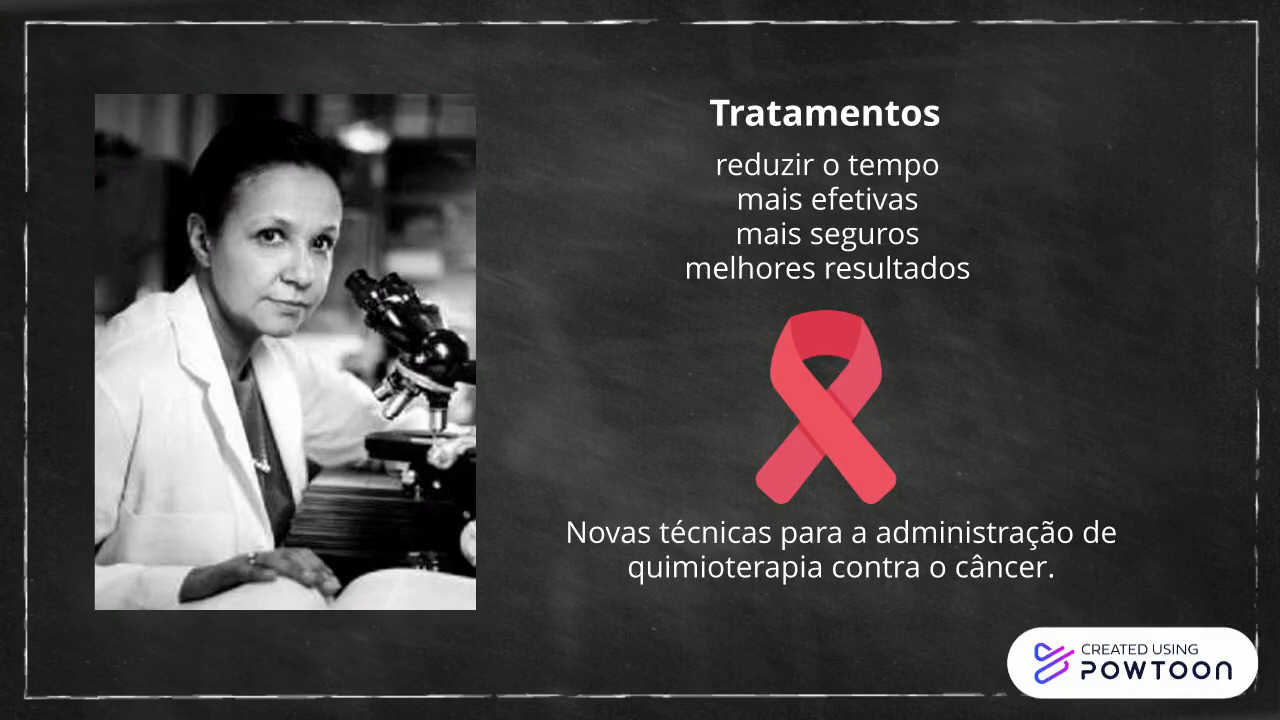 Tratamentos
reduzir o tempo
mais efetivas
mais seguros
melhores resultados
Novas técnicas para a administração de
quimioterapia contra o câncer.
CREATED USING
POWTOON